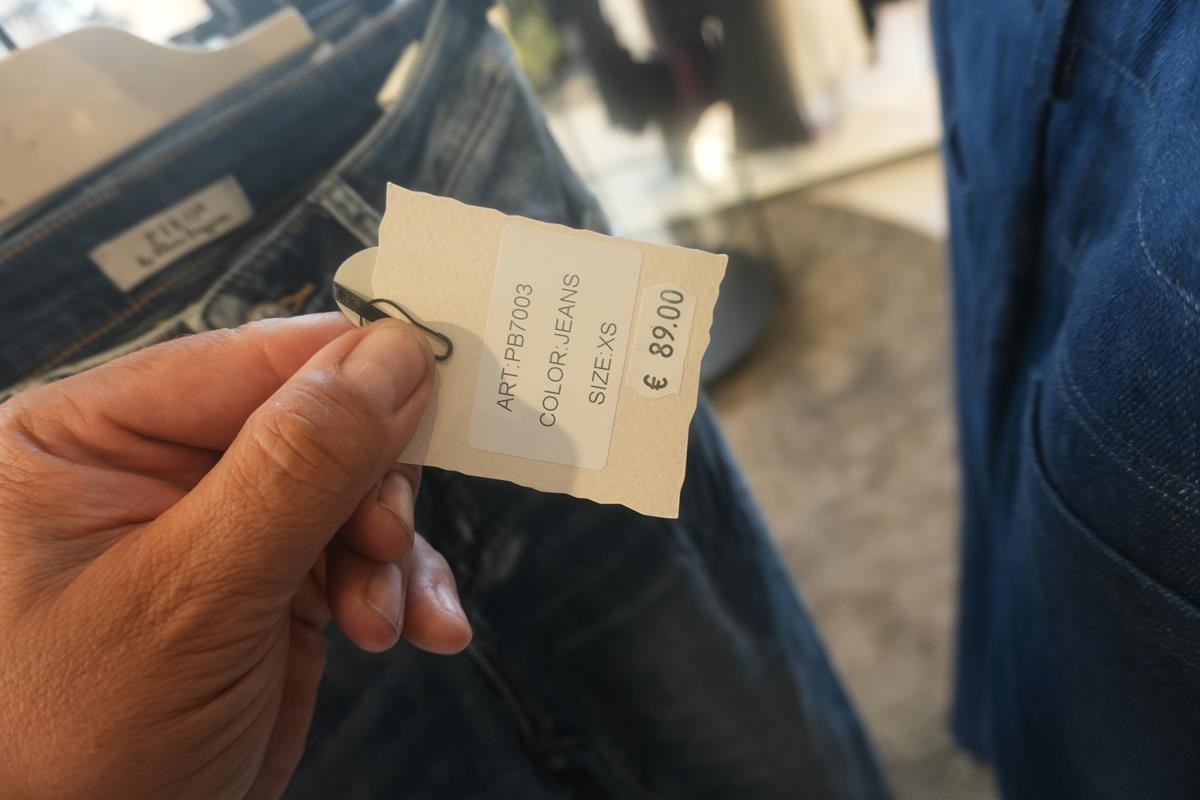 ART:PB7003
COLOR:JEANS
SIZE:XS
€ 89.00